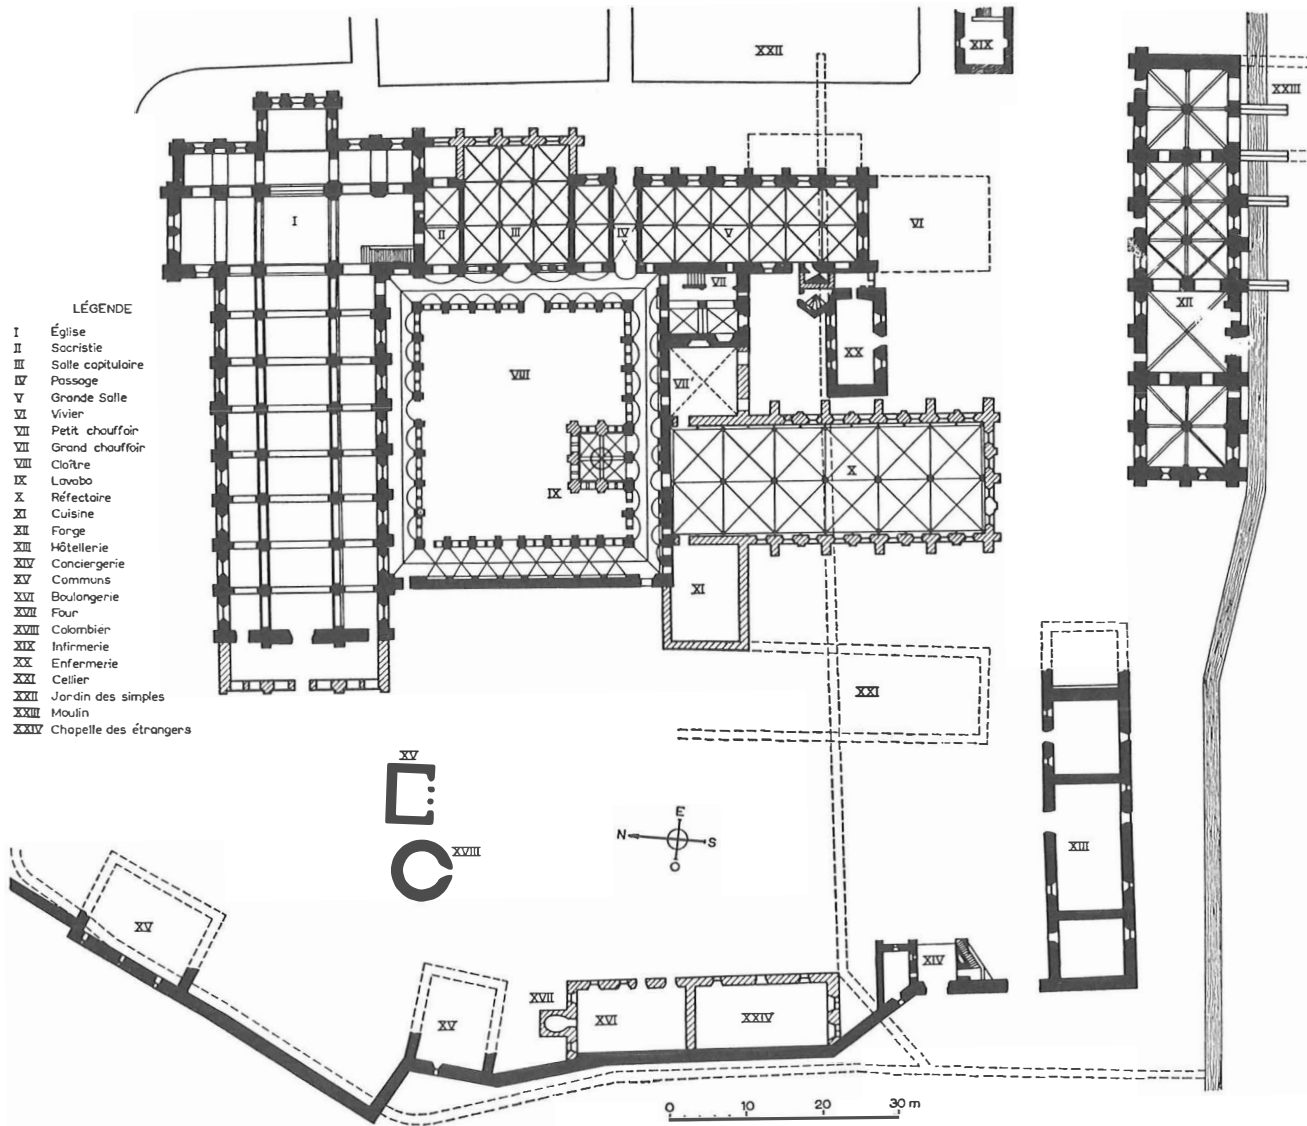 XXII
XIX
XXIII
I
II
III
IV
V
VI
VII
XII
VIII
XX
VII'
IX
X
XI
XXI
LÉGENDE
I Église
II Sacristie
III Salle capitulaire
IV Passage
V Grande Salle
VI Vivier
VII Petit chauffoir
VII Grand chauffoir
VIII Cloître
IX Lavabo
X Réfectoire
XI Cuisine
XII Forge
XIII Hôtellerie
XIV Conciergerie
XV Communs
XVI Boulangerie
XVII Four
XVIII Colombier
XIX Infirmerie
XX Enfermerie
XXI Cellier
XXII Jardin des simples
XXIII Moulin
XXIV Chapelle des étrangers
XV
XVIII
E
N S
O
XIII
XV
XV
XVII
XVI
XXIV
XIV
0 10 20 30 m